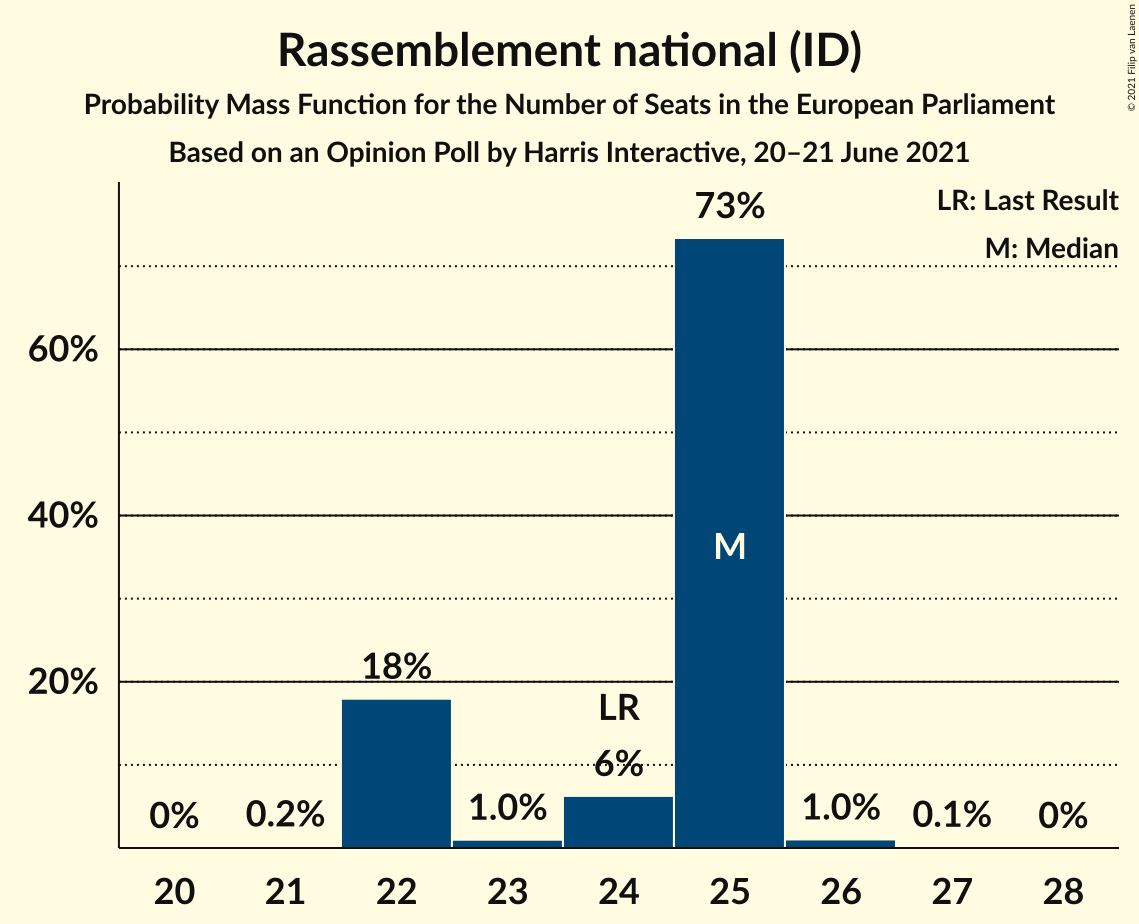 Rassemblement national (ID)
Probability Mass Function for the Number of Seats in the European Parliament
Based on an Opinion Poll by Harris Interactive, 20–21 June 2021
© 2021 Filip van Laenen
LR: Last Result
M: Median
60%
40%
20%
0%
0.2%
18%
1.0%
LR
6%
73%
M
1.0%
0.1%
0%
20 21 22 23 24 25 26 27 28